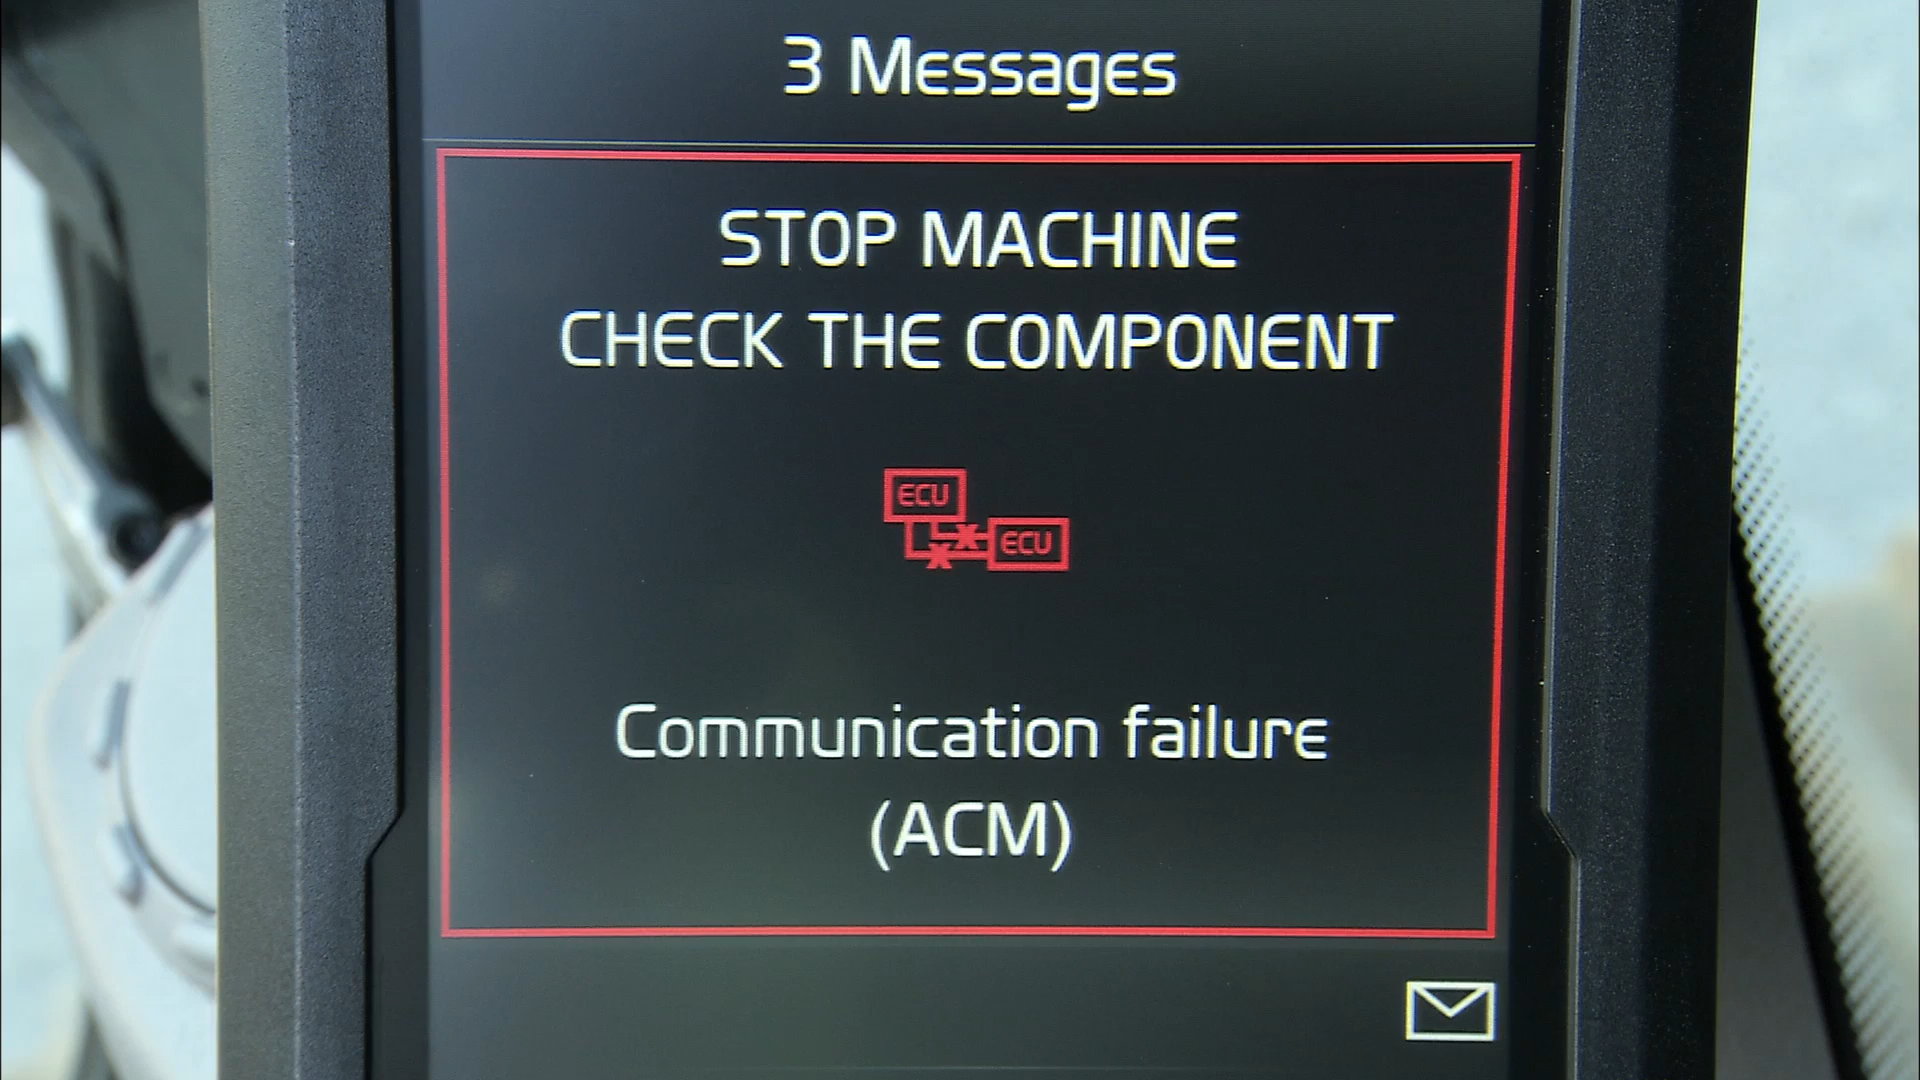 3 Messages
STOP MACHINE
CHECK THE COMPONENT
ECU
ECU
Communication failure
(ACM)